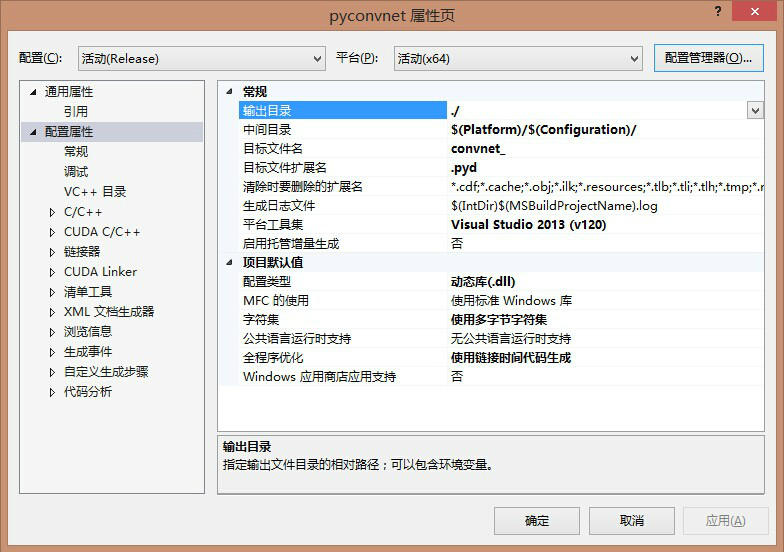 pyconvnet 属性页
? ×
配置(C): 活动(Release) 平台(P): 活动(x64) 配置管理器(O)...
通用属性
引用
配置属性
常规
调试
VC++ 目录
C/C++
CUDA C/C++
链接器
CUDA Linker
清单工具
XML 文档生成器
浏览信息
生成事件
自定义生成步骤
代码分析
常规
输出目录 ./
中间目录 $(Platform)/$(Configuration)/
目标文件名 convnet_
目标文件扩展名 .pyd
清除时要删除的扩展名 *.cdf;*.cache;*.obj;*.ilk;*.resources;*.tlb;*.tli;*.tlh;*.tmp;*.r
生成日志文件 $(IntDir)$(MSBuildProjectName).log
平台工具集 Visual Studio 2013 (v120)
启用托管增量生成 否
项目默认值
配置类型 动态库(.dll)
MFC 的使用 使用标准 Windows 库
字符集 使用多字节字符集
公共语言运行时支持 无公共语言运行时支持
全程序优化 使用链接时间代码生成
Windows 应用商店应用支持 否
输出目录
指定输出文件目录的相对路径；可以包含环境变量。
确定 取消 应用(A)